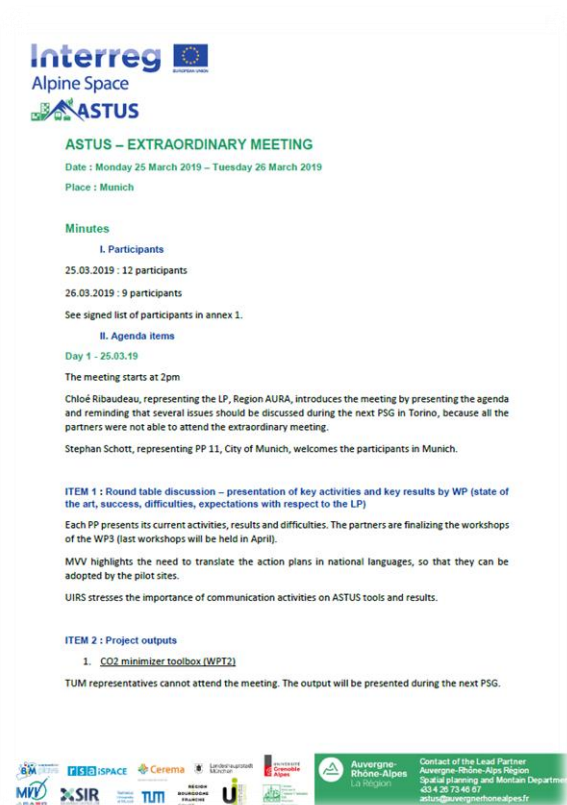 Interreg
EUROPEAN UNION
Alpine Space
ASTUS
ASTUS – EXTRAORDINARY MEETING
Date : Monday 25 March 2019 – Tuesday 26 March 2019
Place : Munich
Minutes
I. Participants
25.03.2019 : 12 participants
26.03.2019 : 9 participants
See signed list of participants in annex 1.
II. Agenda items
Day 1 - 25.03.19
The meeting starts at 2pm
Chloé Ribaudeau, representing the LP, Region AURA, introduces the meeting by presenting the agenda
and reminding that several issues should be discussed during the next PSG in Torino, because all the
partners were not able to attend the extraordinary meeting.
Stephan Schott, representing PP 11, City of Munich, welcomes the participants in Munich.
ITEM 1 : Round table discussion – presentation of key activities and key results by WP (state of
the art, success, difficulties, expectations with respect to the LP)
Each PP presents its current activities, results and difficulties. The partners are finalizing the workshops
of the WP3 (last workshops will be held in April).
MVV highlights the need to translate the action plans in national languages, so that they can be
adopted by the pilot sites.
UIRS stresses the importance of communication activities on ASTUS tools and results.
ITEM 2 : Project outputs
1. CO2 minimizer toolbox (WPT2)
TUM representatives cannot attend the meeting. The output will be presented during the next PSG.
rsa iSPACE
Cerema
Landeshauptstadt
München
UNIVERSITÉ
Grenoble
Alpes
MVV
SIR
TUM
RÉGION
BOURGOGNE
FRANCHE
Auvergne-
Rhône-Alpes
La Région
Contact of the Lead Partner
Auvergne-Rhône-Alps Région
Spatial planning and Montain Departme
+33 4 26 73 46 67
astus@auvergnerhonealpes.fr